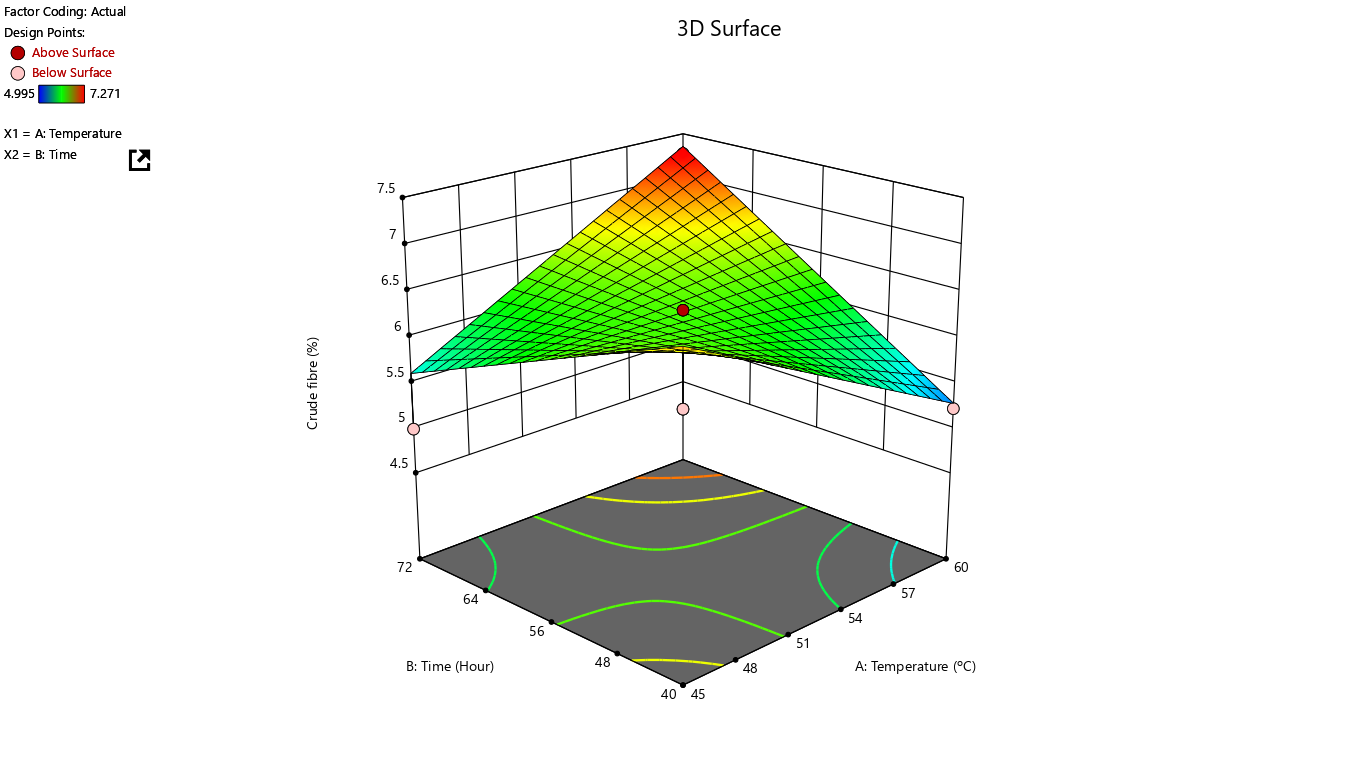 Factor Coding: Actual
3D Surface
Design Points:
Above Surface
Below Surface
4.995 7.271
X1 = A: Temperature
X2 = B: Time
7.5
7
6.5
6
5.5
5
4.5
Crude fibre (%)
72
64
56
48
40
B: Time (Hour)
60
57
54
51
48
45
A: Temperature (ºC)